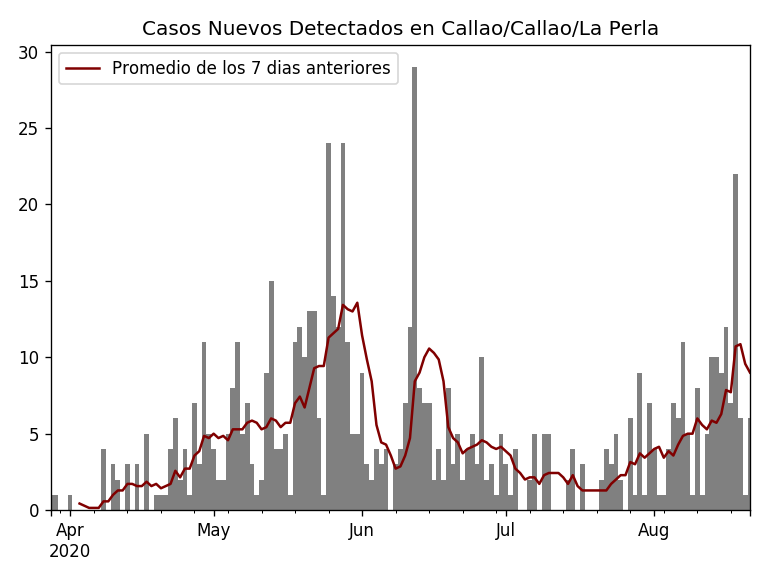 Casos Nuevos Detectados en Callao/Callao/La Perla
Promedio de los 7 dias anteriores
30
25
20
15
10
5
0
Apr May Jun Jul Aug
2020